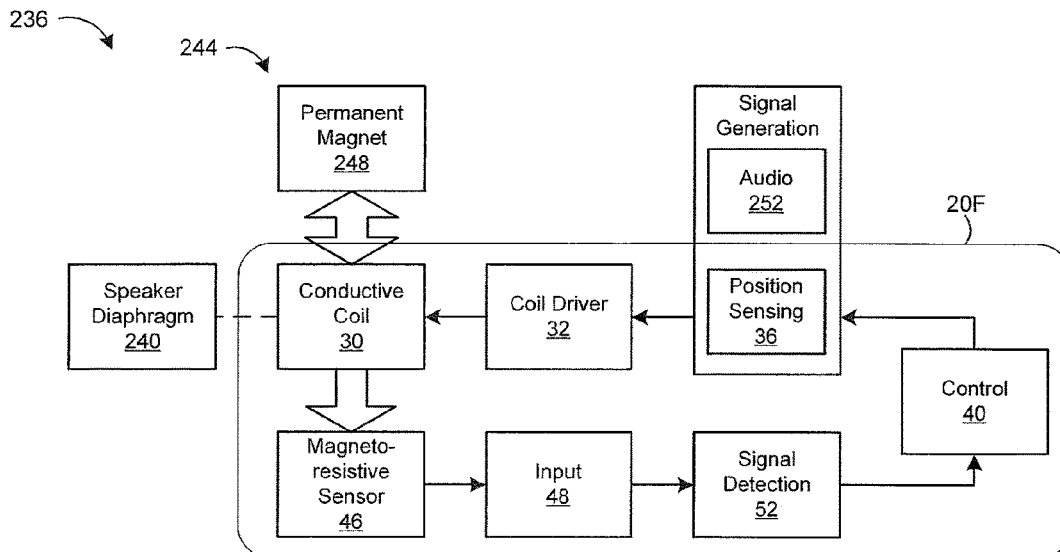 236
244
Permanent
Magnet
248
Signal
Generation
Audio
252
20F
Speaker
Diaphragm
240
Conductive
Coil
30
Coil Driver
32
Position
Sensing
36
Control
40
Magneto-
resistive
Sensor
46
Input
48
Signal
Detection
52